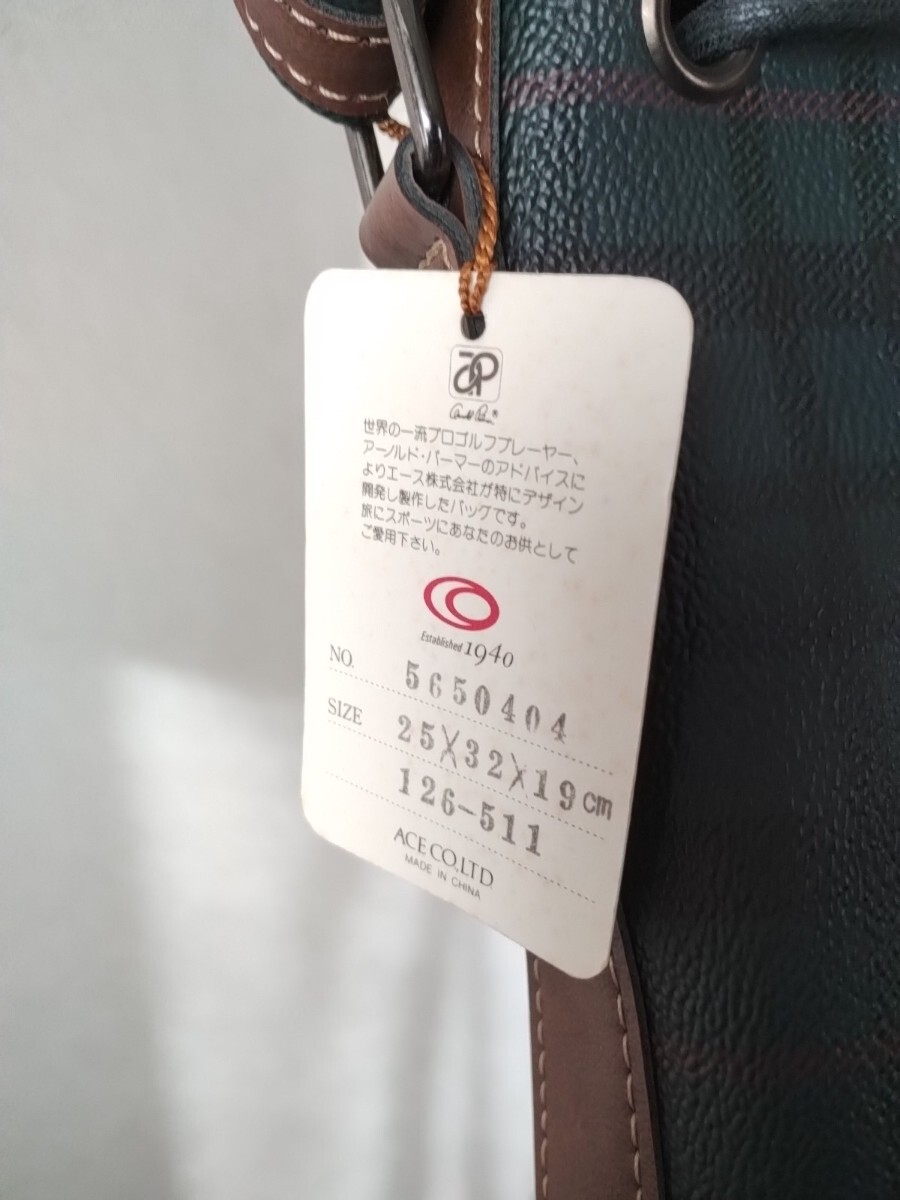 ap
世界の一流プロゴルフプレーヤー、
アーノルド・パーマーのアドバイスに
よりエース株式会社が特にデザイン
開発し製作したバッグです。
旅にスポーツにあなたのお供として
ご愛用下さい。
Established 1940
NO. 5650404
SIZE 25×32×19cm
126-511
ACE CO.,LTD.
MADE IN CHINA